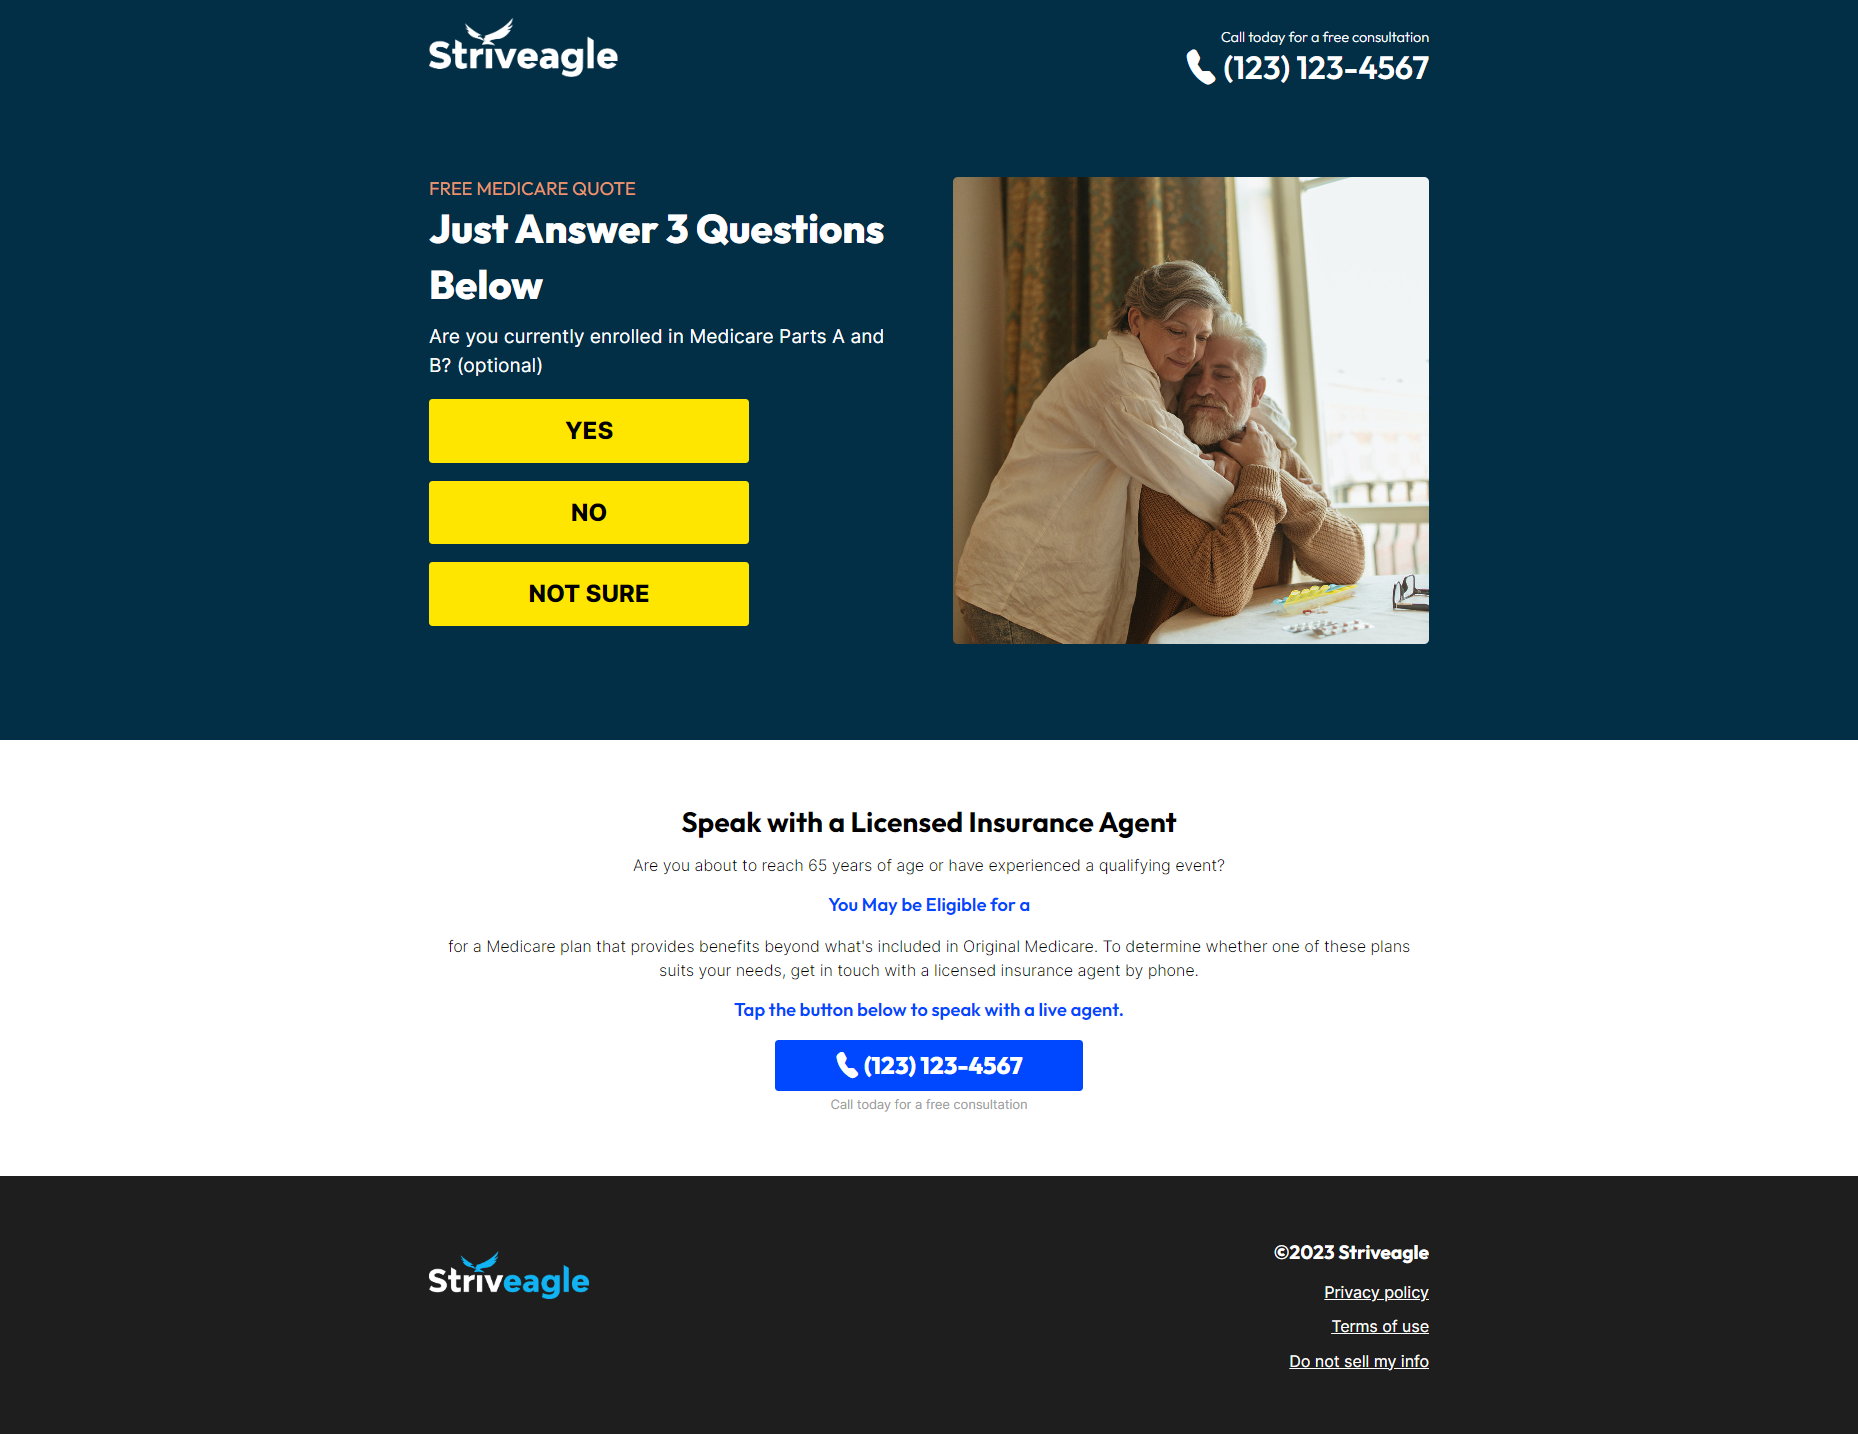 Striveagle
Call today for a free consultation
(123) 123-4567
FREE MEDICARE QUOTE
Just Answer 3 Questions
Below
Are you currently enrolled in Medicare Parts A and
B? (optional)
YES
NO
NOT SURE
Speak with a Licensed Insurance Agent
Are you about to reach 65 years of age or have experienced a qualifying event?
You May be Eligible for a
for a Medicare plan that provides benefits beyond what's included in Original Medicare. To determine whether one of these plans
suits your needs, get in touch with a licensed insurance agent by phone.
Tap the button below to speak with a live agent.
(123) 123-4567
Call today for a free consultation
Striveagle
©2023 Striveagle
Privacy policy
Terms of use
Do not sell my info